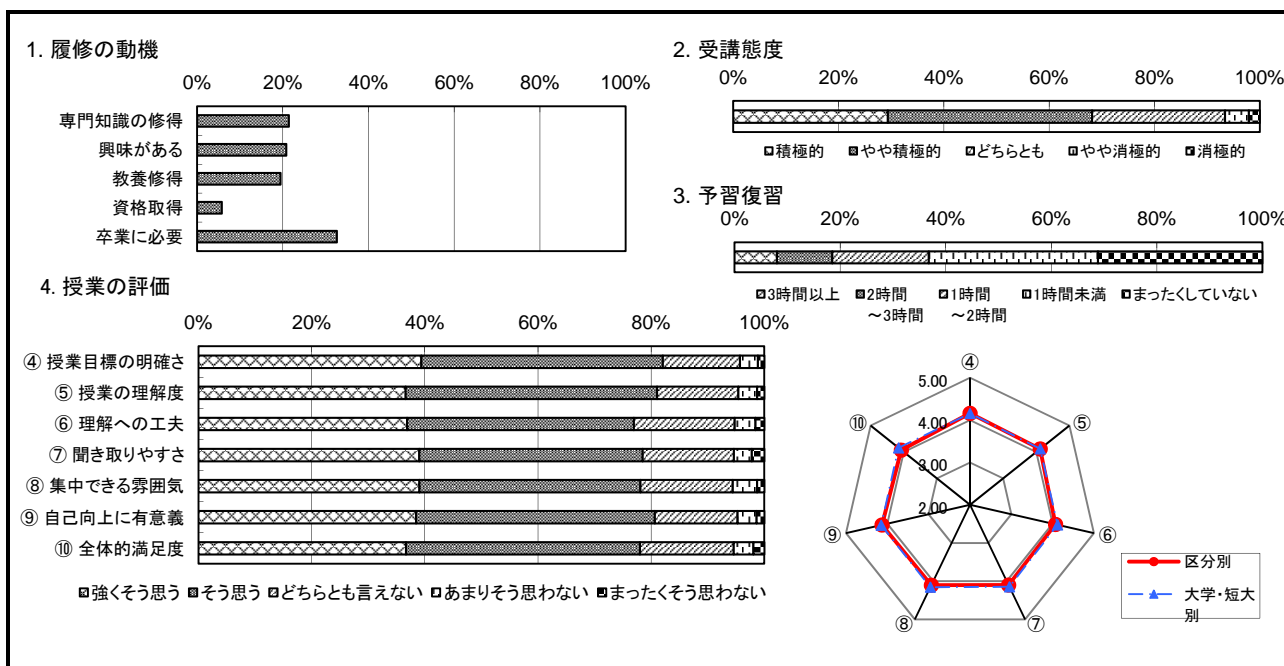 1. 履修の動機
0% 20% 40% 60% 80% 100%
専門知識の修得
興味がある
教養修得
資格取得
卒業に必要
2. 受講態度
0% 20% 40% 60% 80% 100%
積極的 やや積極的 どちらとも やや消極的 消極的
3. 予習復習
0% 20% 40% 60% 80% 100%
3時間以上 2時間～3時間 1時間～2時間 1時間未満 まったくしていない
4. 授業の評価
0% 20% 40% 60% 80% 100%
④ 授業目標の明確さ
⑤ 授業の理解度
⑥ 理解への工夫
⑦ 聞き取りやすさ
⑧ 集中できる雰囲気
⑨ 自己向上に有意義
⑩ 全体的満足度
強くそう思う そう思う どちらとも言えない あまりそう思わない まったくそう思わない
④
⑤
⑥
⑦
⑧
⑨
⑩
5.00
4.00
3.00
2.00
区分別
大学・短大
別